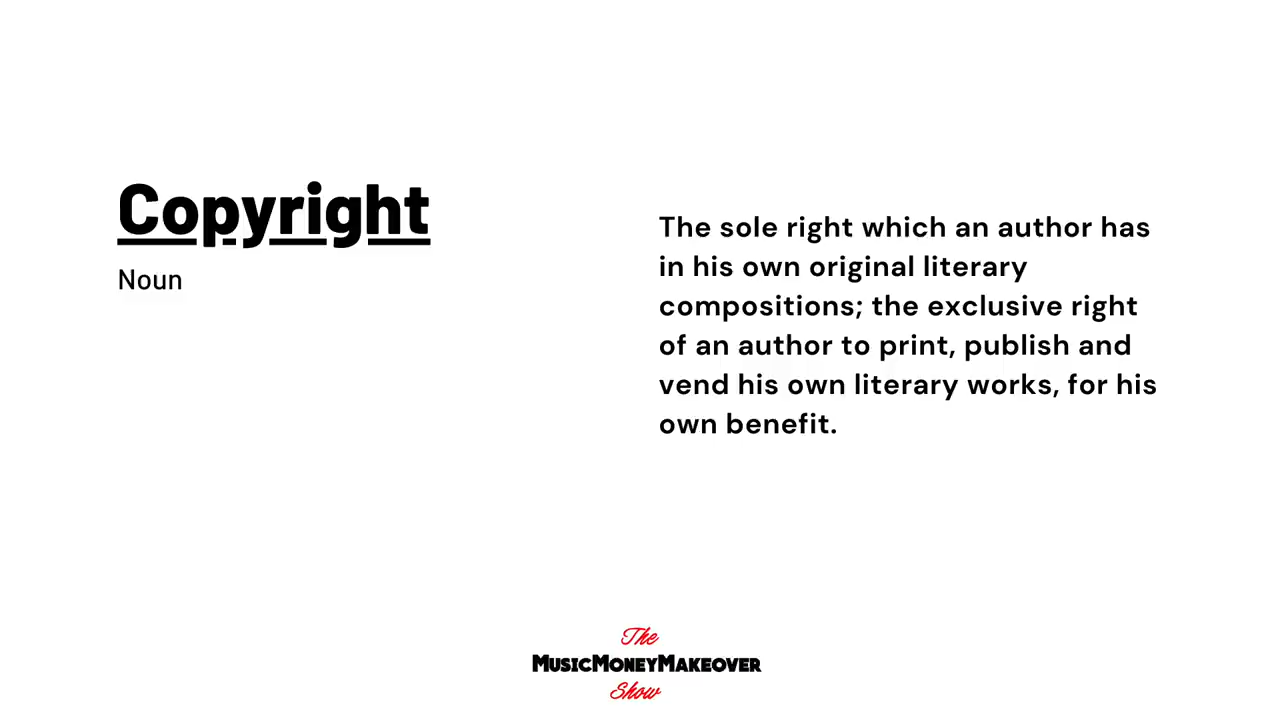 Copyright
Noun
The sole right which an author has
in his own original literary
compositions; the exclusive right
of an author to print, publish and
vend his own literary works, for his
own benefit.
The
MusicMoneyMakeover
Show